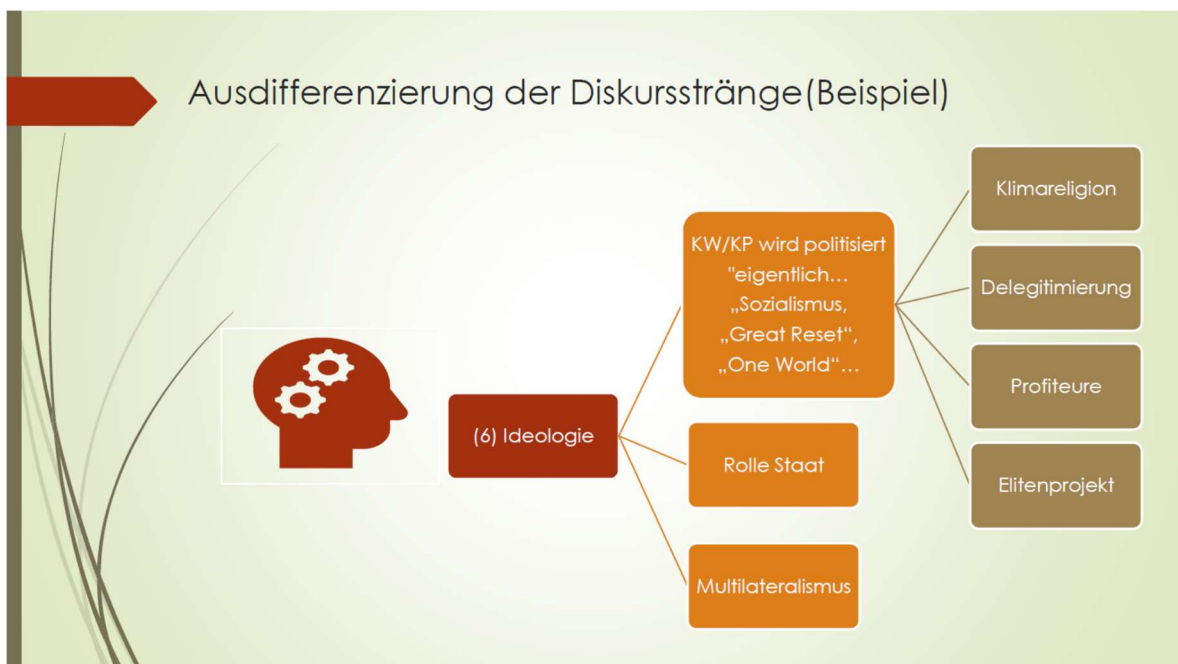 Ausdifferenzierung der Diskursstränge(Beispiel)
(6) Ideologie
KW/KP wird politisiert
"eigentlich…
„Sozialismus,
„Great Reset“,
„One World“…
Rolle Staat
Multilateralismus
Klimareligion
Delegitimierung
Profiteure
Elitenprojekt